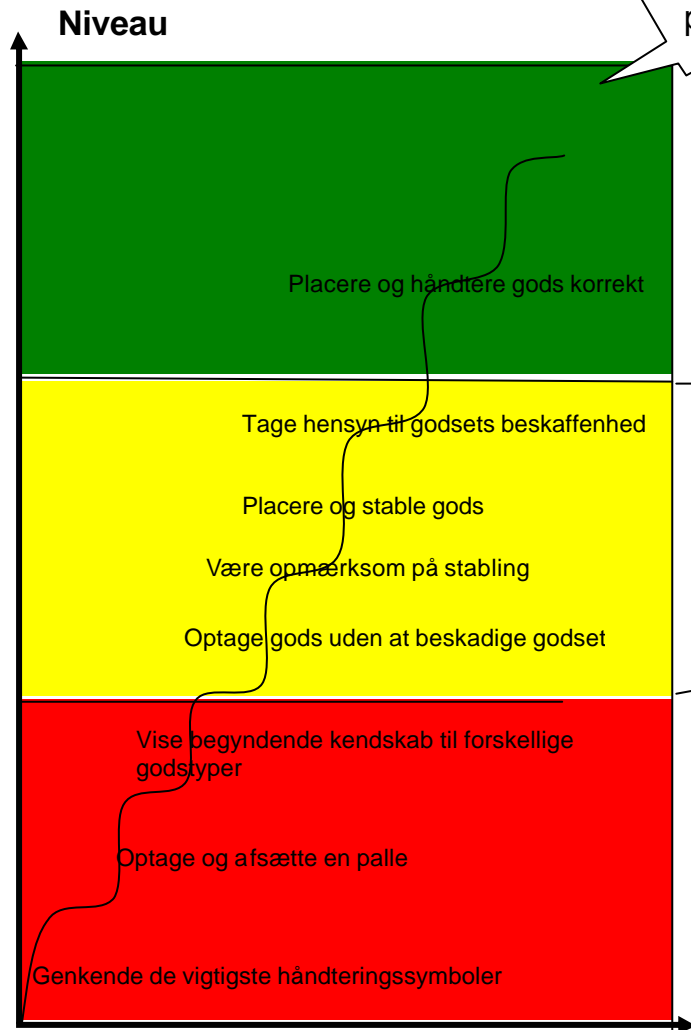 Niveau
p
Placere og håndtere gods korrekt
Tage hensyn til godsets beskaffenhed
Placere og stable gods
Være opmærksom på stabling
Optage gods uden at beskadige godset
Vise begyndende kendskab til forskellige
godstyper
Optage og afsætte en palle
Genkende de vigtigste håndteringssymboler